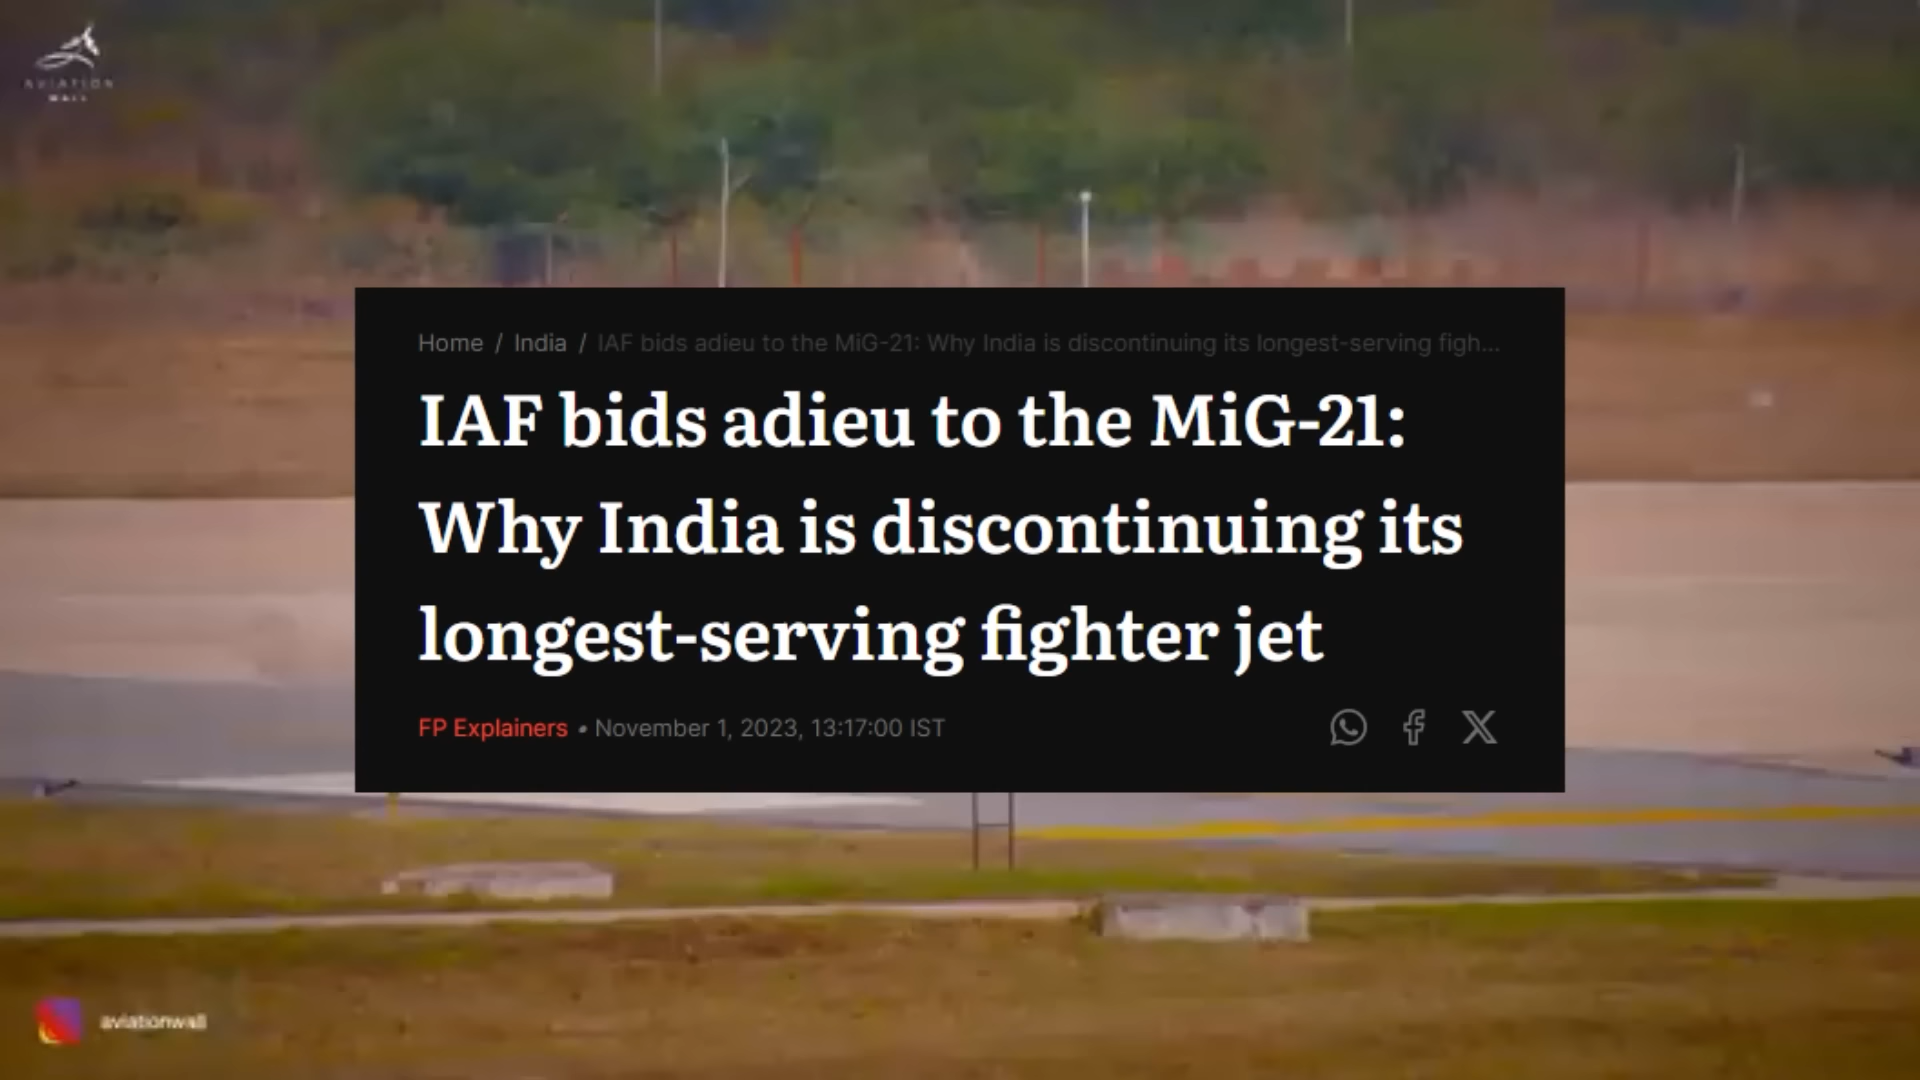 AVIATION
WALL
Home / India / IAF bids adieu to the MiG-21: Why India is discontinuing its longest-serving figh...
IAF bids adieu to the MiG-21:
Why India is discontinuing its
longest-serving fighter jet
FP Explainers • November 1, 2023, 13:17:00 IST
aviationwall